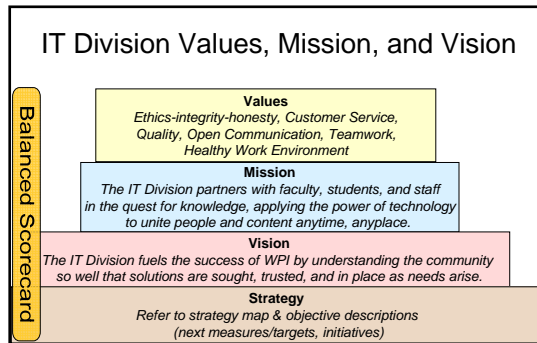 IT Division Values, Mission, and Vision
Balanced Scorecard
Values
Ethics-integrity-honesty, Customer Service,
Quality, Open Communication, Teamwork,
Healthy Work Environment
Mission
The IT Division partners with faculty, students, and staff
in the quest for knowledge, applying the power of technology
to unite people and content anytime, anyplace.
Vision
The IT Division fuels the success of WPI by understanding the community
so well that solutions are sought, trusted, and in place as needs arise.
Strategy
Refer to strategy map & objective descriptions
(next measures/targets, initiatives)